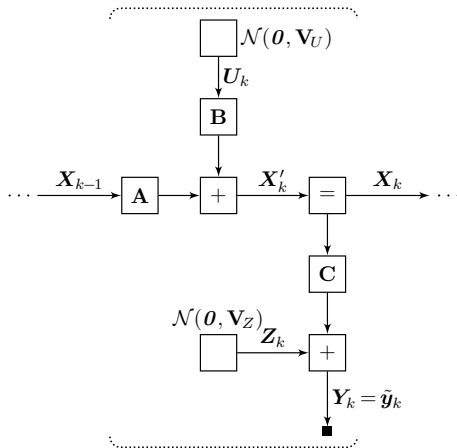 𝒩(𝟎, 𝐕_U)
U_k
B
… X_{k−1} A + X′_k = X_k …
C
𝒩(𝟎, 𝐕_Z)
Z_k +
Y_k = ỹ_k